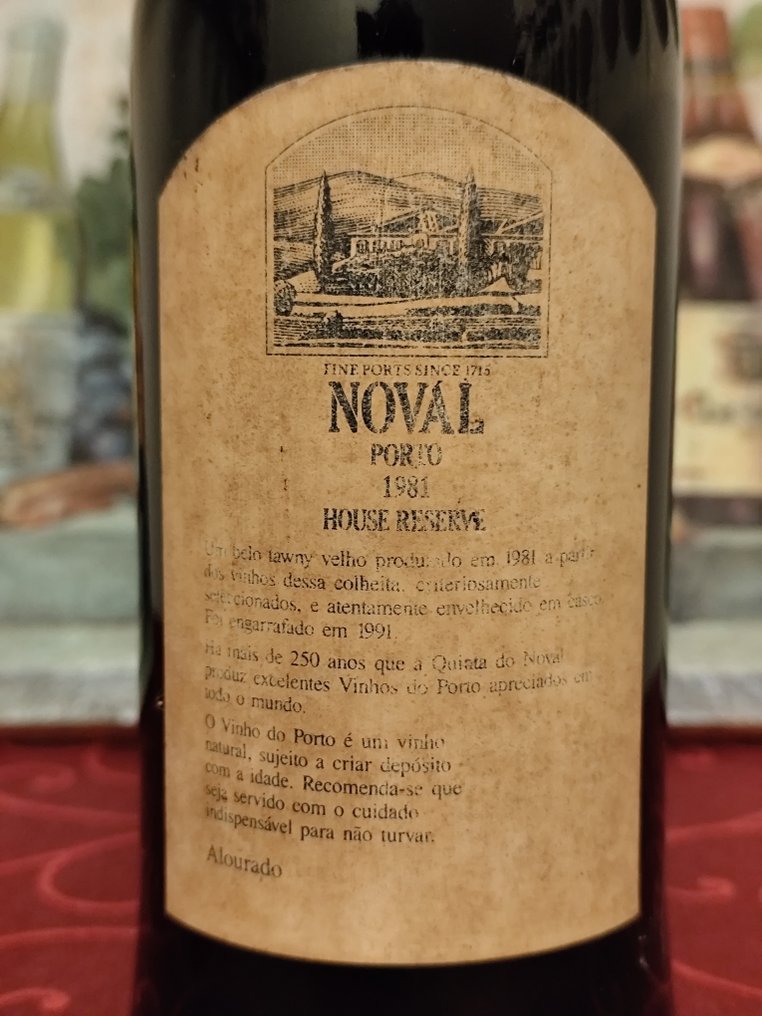 FINE PORTS SINCE 1715
NOVAL
PORTO
1981
HOUSE RESERVE
Um belo tawny velho produzido em 1981 a partir
dos vinhos dessa colheita, criteriosamente
seleccionados, e atentamente envelhecido em casco.
Foi engarrafado em 1991.
Há mais de 250 anos que a Quinta do Noval
produz excelentes Vinhos do Porto apreciados em
todo o mundo.
O Vinho do Porto é um vinho
natural, sujeito a criar depósito
com a idade. Recomenda-se que
seja servido com o cuidado
indispensável para não turvar.
Alourado